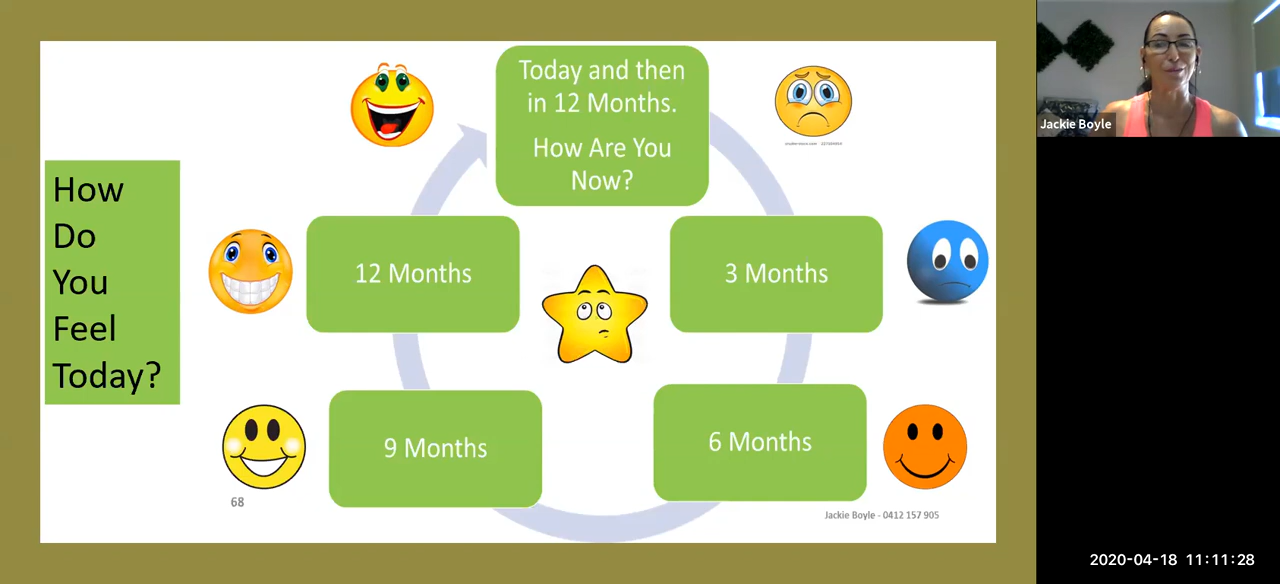 How
Do
You
Feel
Today?
Today and then
in 12 Months.
How Are You
Now?
3 Months
6 Months
9 Months
12 Months
68
Jackie Boyle - 0412 157 905
Jackie Boyle
2020-04-18 11:11:28